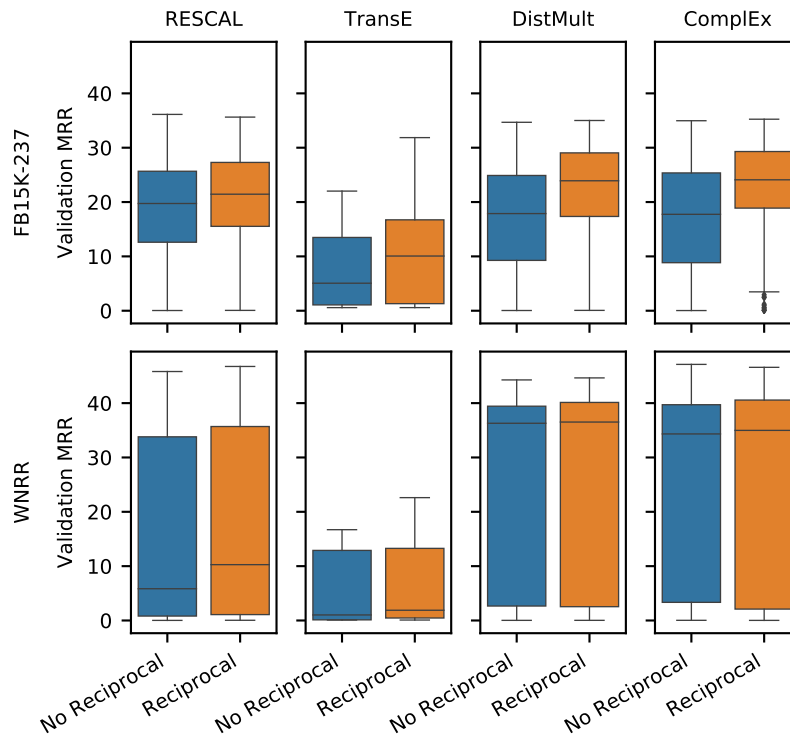 RESCAL TransE DistMult ComplEx
FB15K-237
Validation MRR
40
30
20
10
0
WNRR
Validation MRR
40
30
20
10
0
No Reciprocal Reciprocal No Reciprocal Reciprocal No Reciprocal Reciprocal No Reciprocal Reciprocal